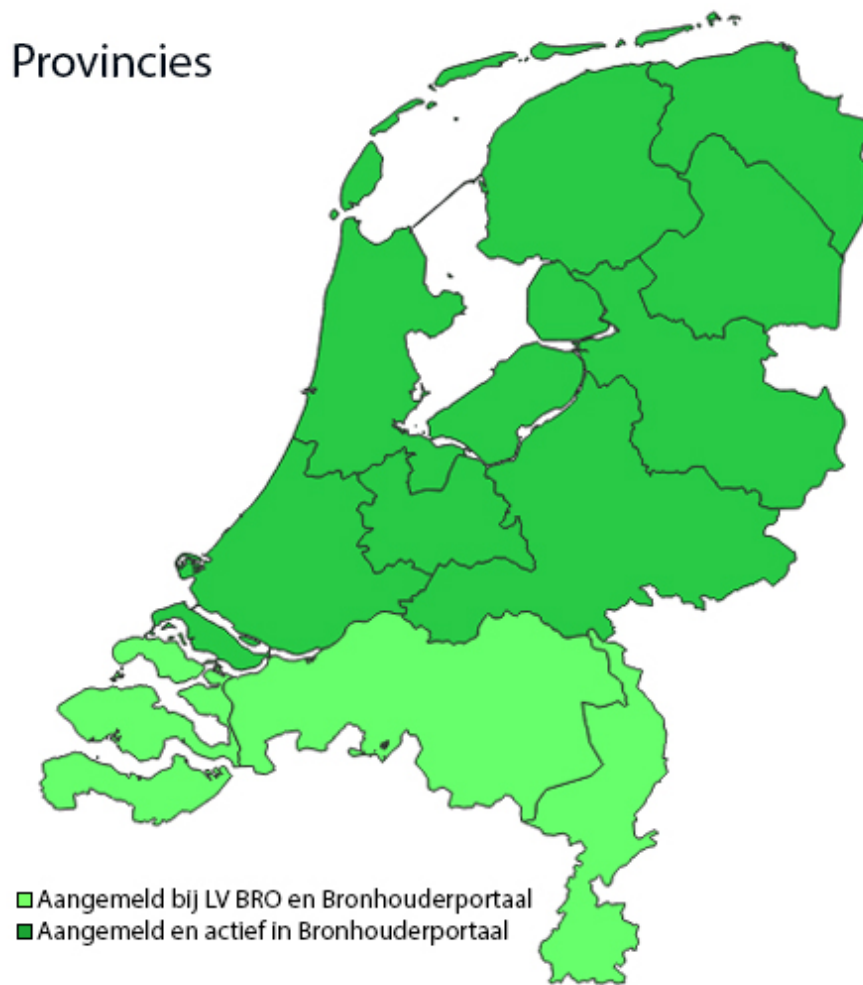 Provincies
Aangemeld bij LV BRO en Bronhouderportaal
Aangemeld en actief in Bronhouderportaal